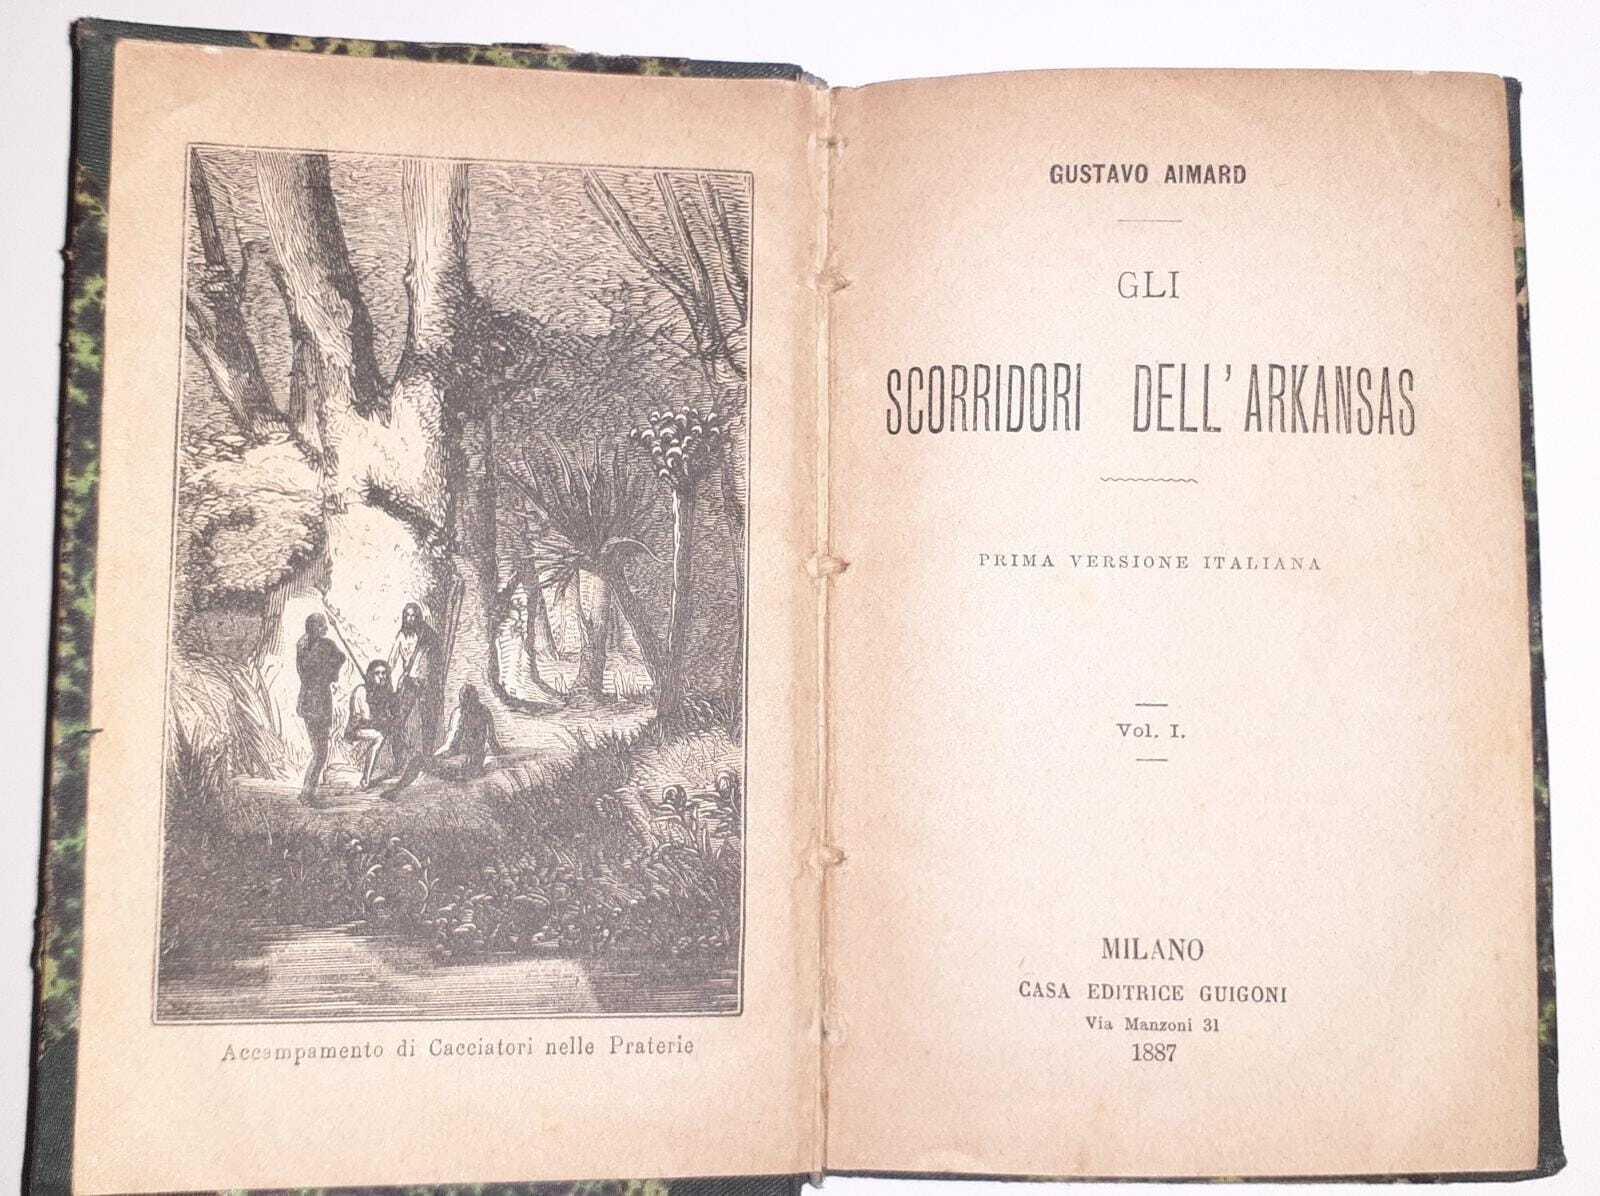 Accampamento di Cacciatori nelle Praterie
GUSTAVO AIMARD
GLI
SCORRIDORI DELL'ARKANSAS
PRIMA VERSIONE ITALIANA
Vol. I.
MILANO
CASA EDITRICE GUIGONI
Via Manzoni 31
1887